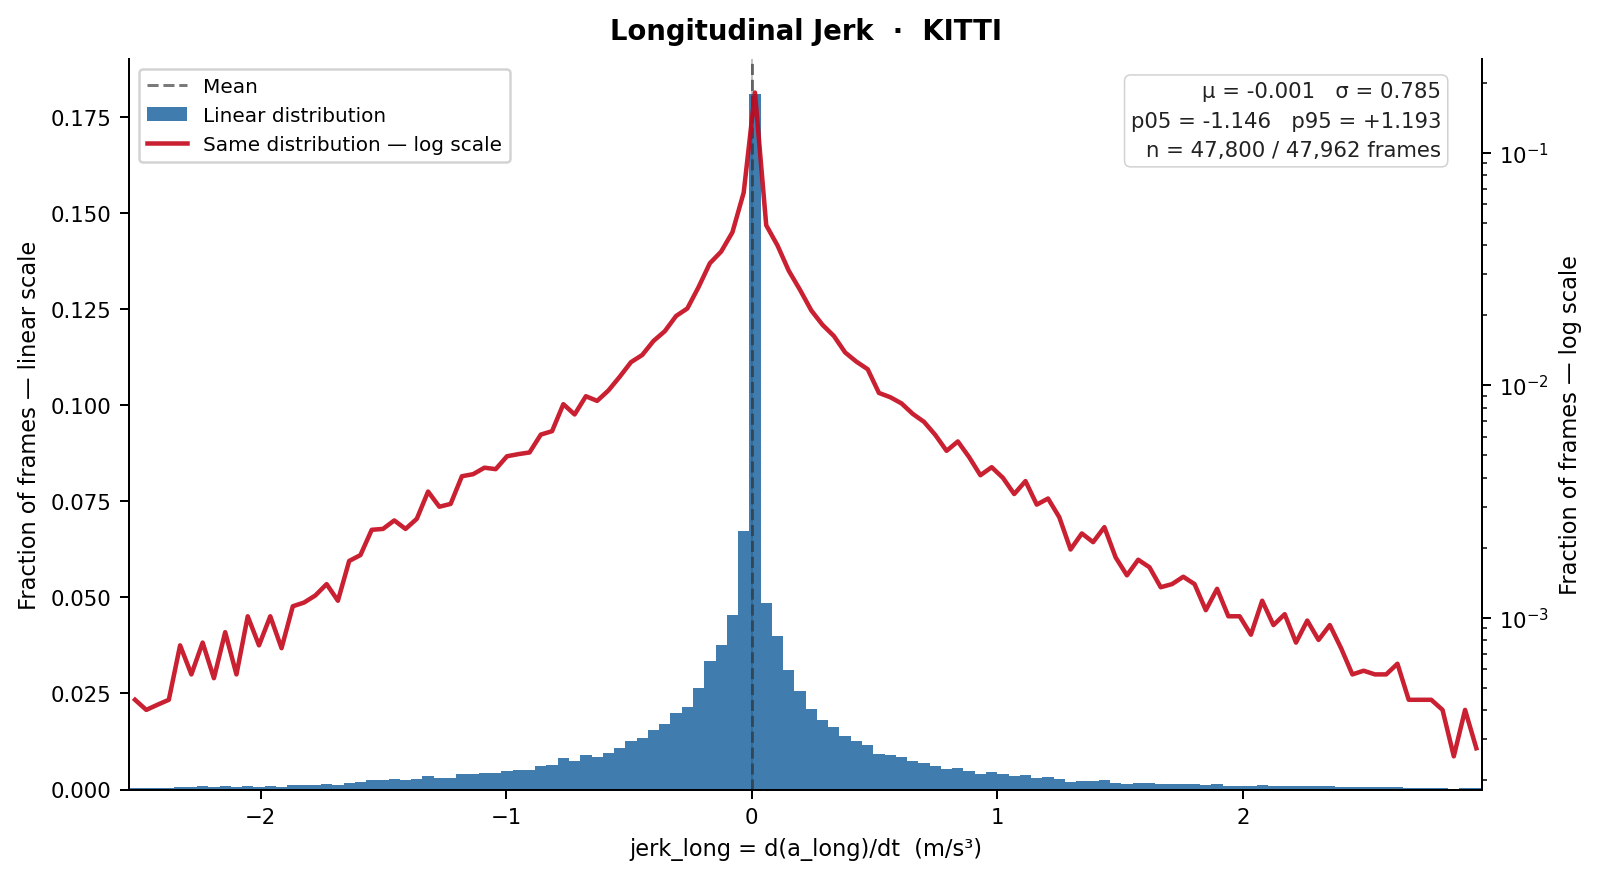 Longitudinal Jerk  ·  KITTI
Mean
Linear distribution
Same distribution — log scale
μ = -0.001   σ = 0.785
p05 = -1.146   p95 = +1.193
n = 47,800 / 47,962 frames
Fraction of frames — linear scale
0.175
0.150
0.125
0.100
0.075
0.050
0.025
0.000
10⁻¹
10⁻²
10⁻³
Fraction of frames — log scale
−2
−1
0
1
2
jerk_long = d(a_long)/dt  (m/s³)